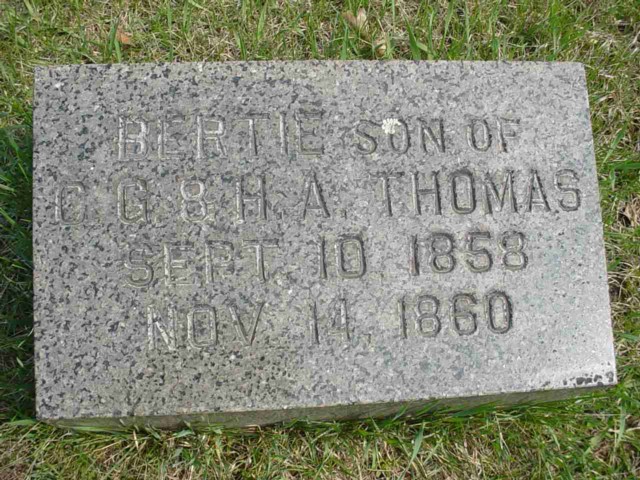 BERTIE SON OF
C. G. & H. A. THOMAS
SEPT. 10, 1858
NOV. 14, 1860